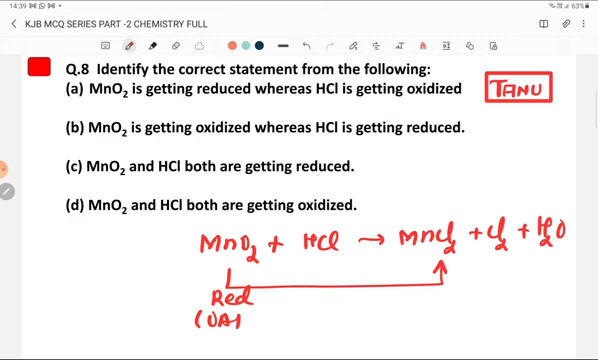 14:39
63%
KJB MCQ SERIES PART -2 CHEMISTRY FULL
Q.8 Identify the correct statement from the following:
(a) MnO₂ is getting reduced whereas HCl is getting oxidized
TANU
(b) MnO₂ is getting oxidized whereas HCl is getting reduced.
(c) MnO₂ and HCl both are getting reduced.
(d) MnO₂ and HCl both are getting oxidized.
MnO₂ + HCl → MnCl₂ + Cl₂ + H₂O
Red
(OA)